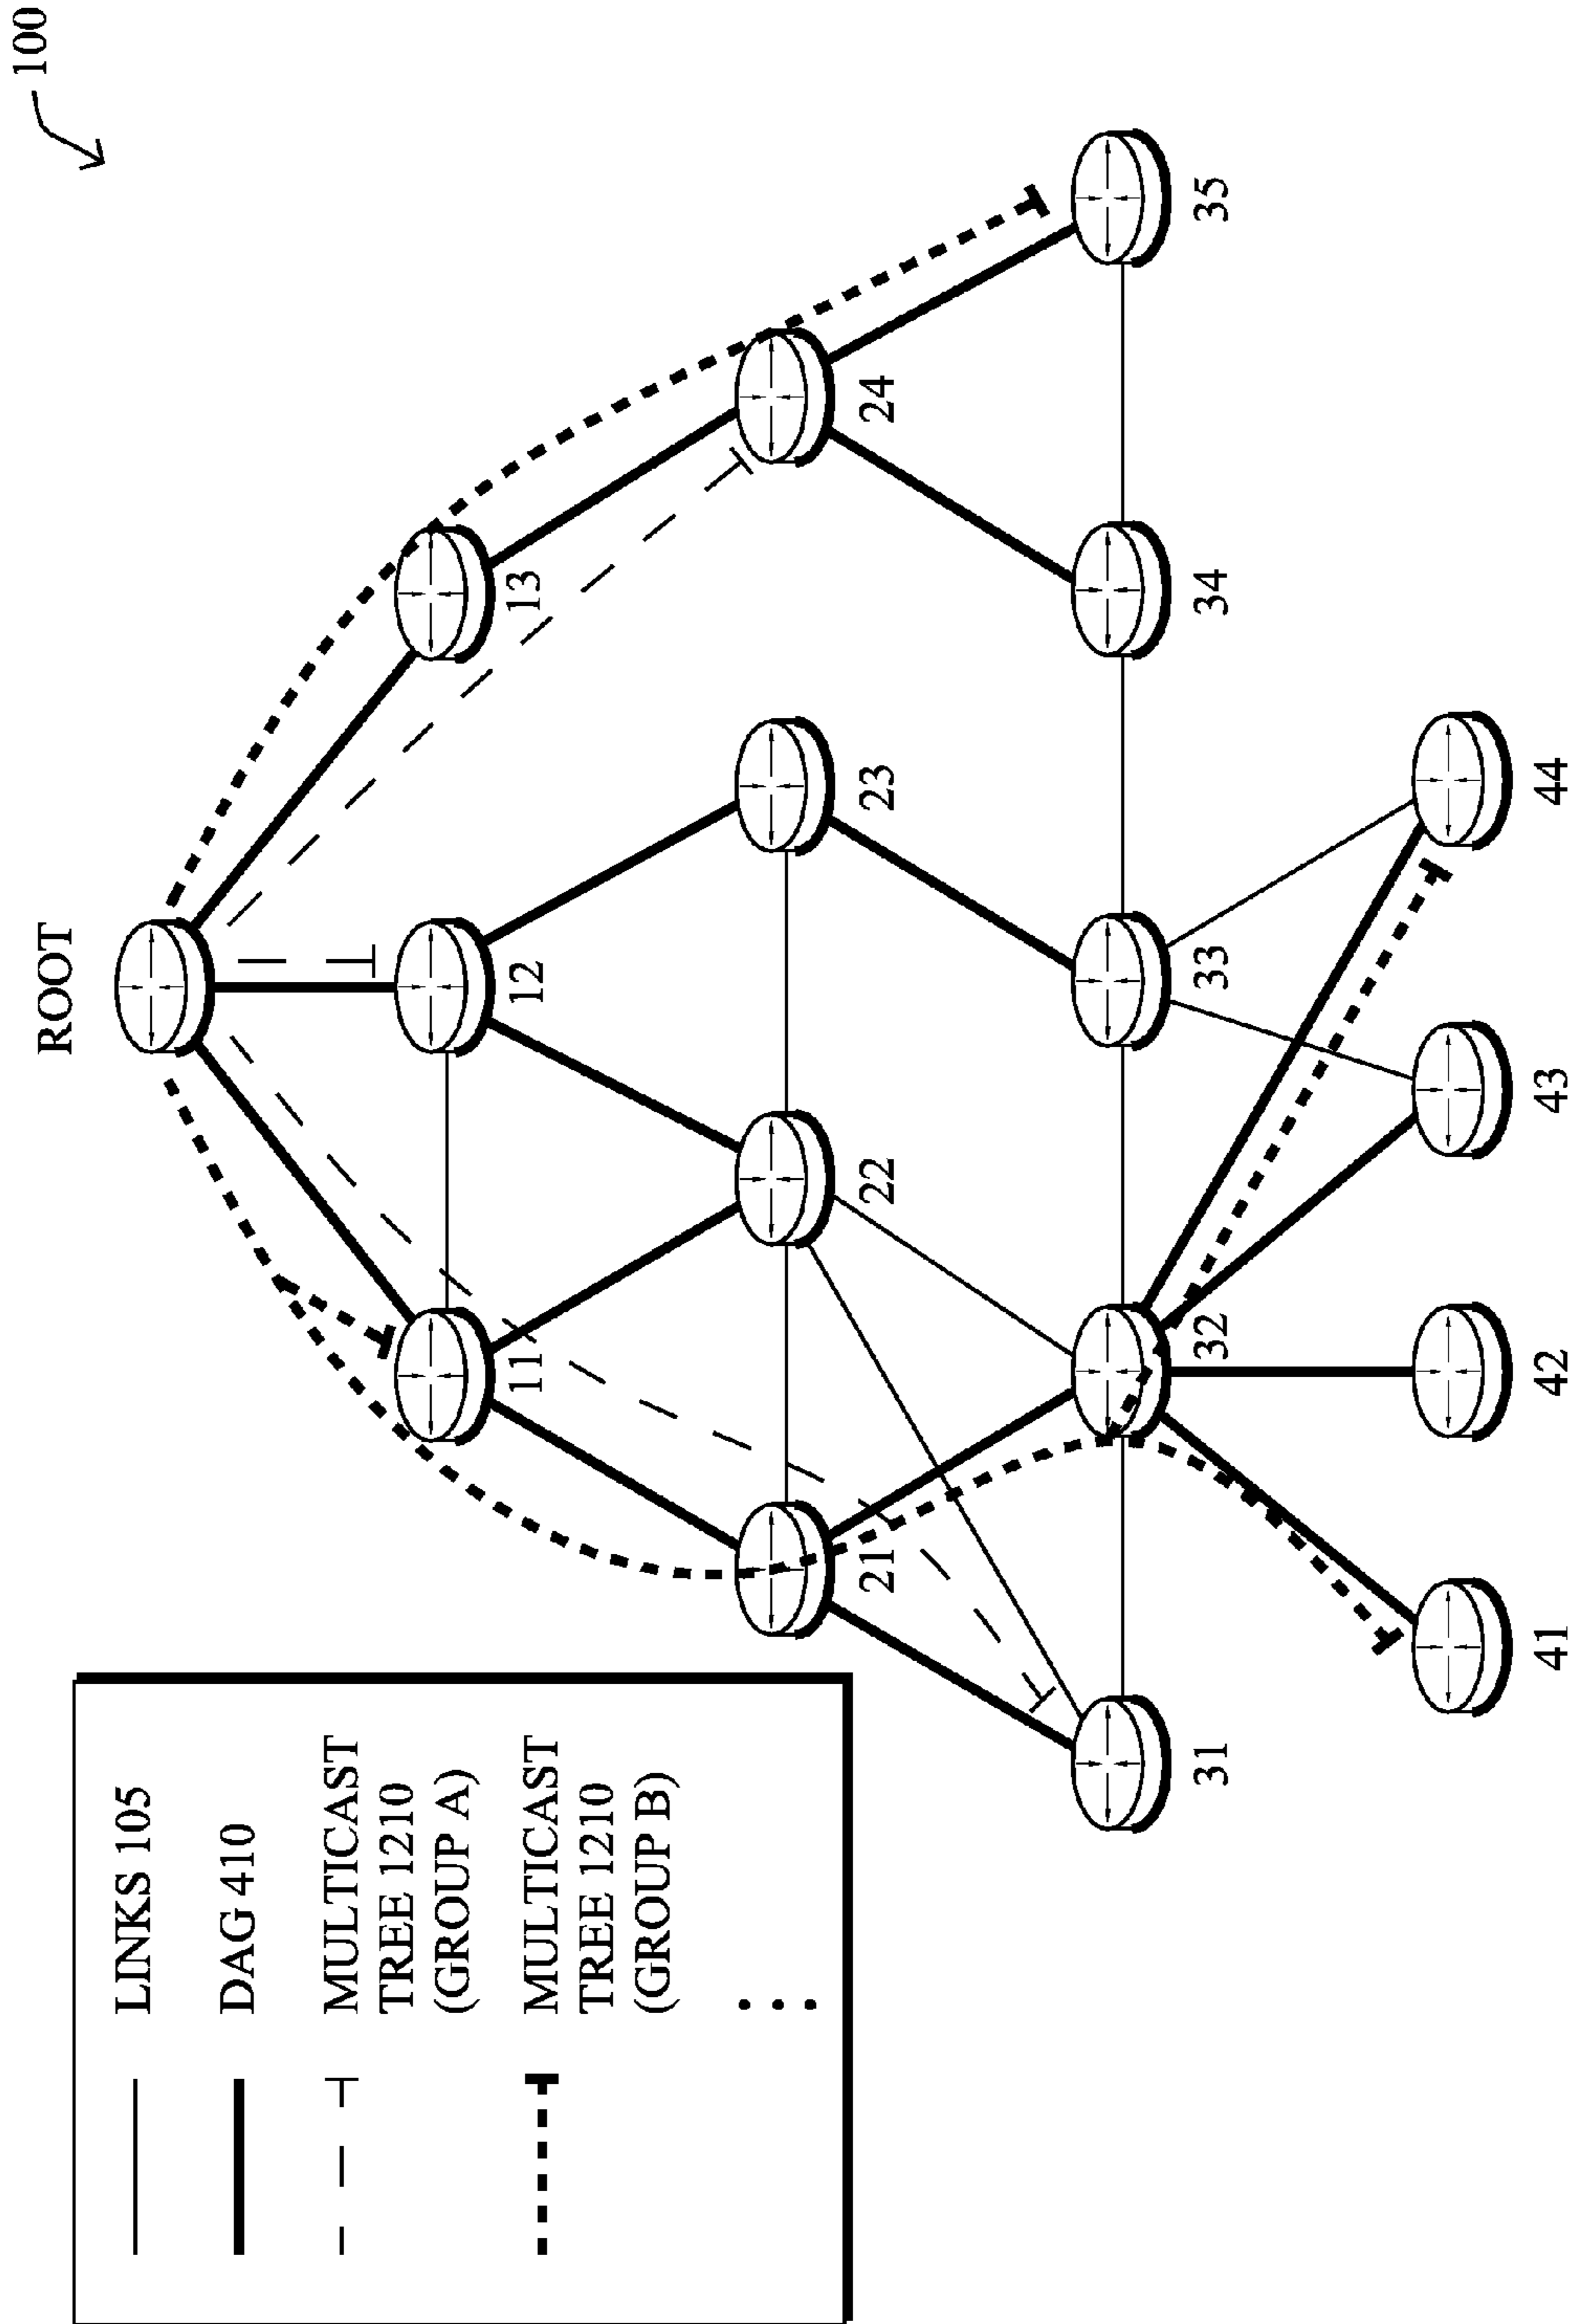 100
ROOT
LINKS 105
DAG 410
MULTICAST
TREE 1210
(GROUP A)
MULTICAST
TREE 1210
(GROUP B)
11
12
13
21
22
23
24
31
32
33
34
35
41
42
43
44